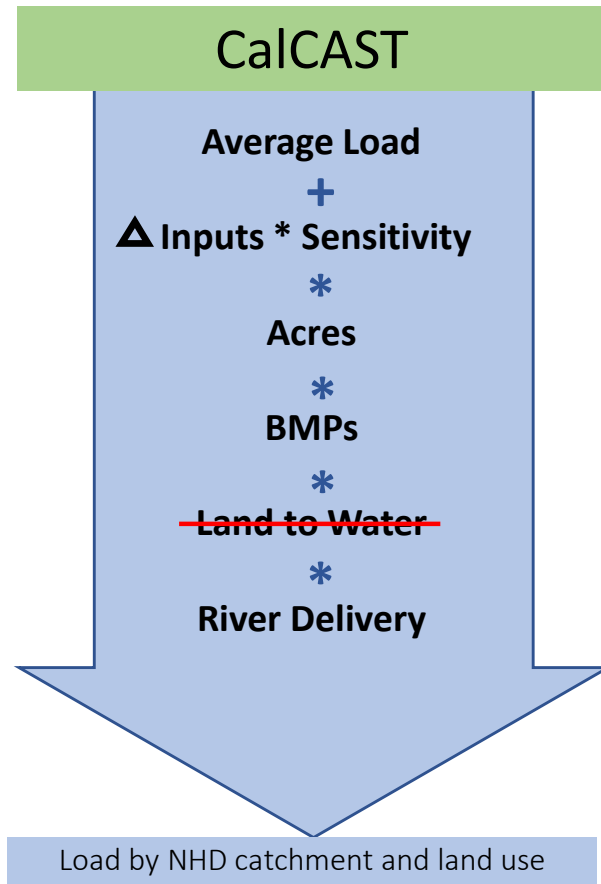 CalCAST
Average Load
+
Δ Inputs * Sensitivity
*
Acres
*
BMPs
*
Land to Water
*
River Delivery
Load by NHD catchment and land use